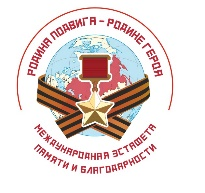 РОДИНА ПОДВИГА - РОДИНЕ ГЕРОЯ
МЕЖДУНАРОДНАЯ ЭСТАФЕТА
ПАМЯТИ И БЛАГОДАРНОСТИ